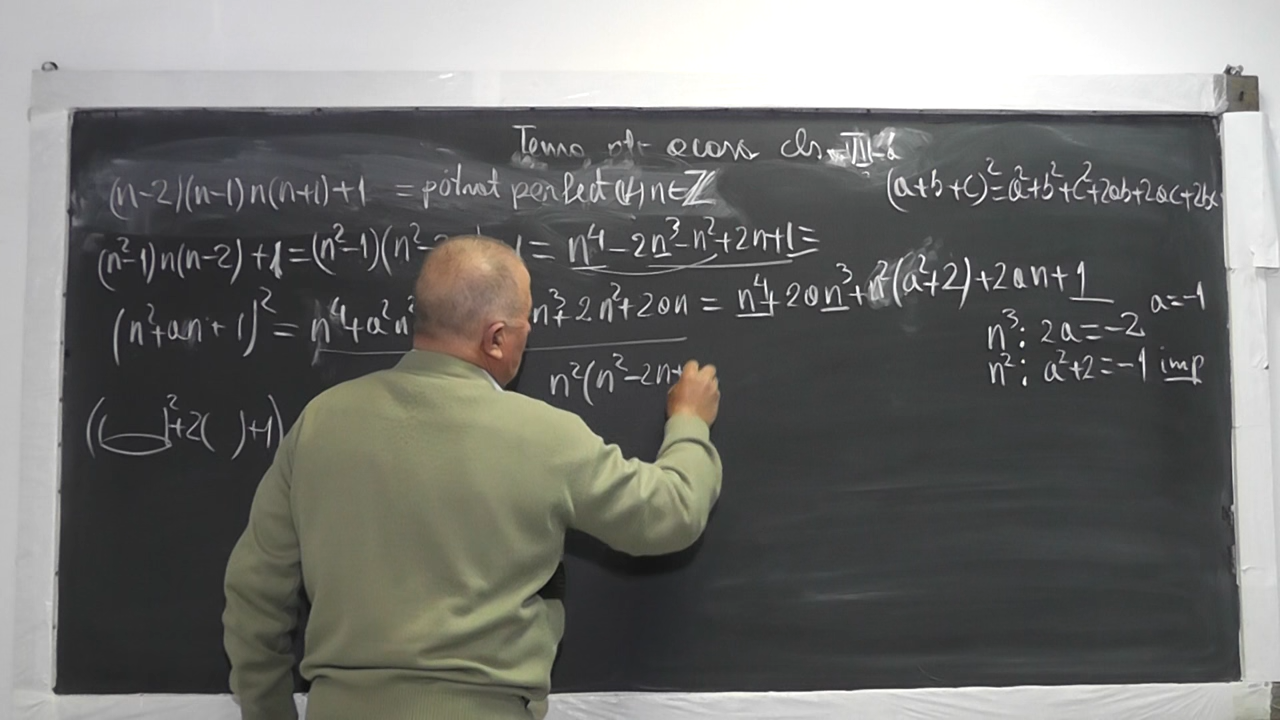 Tema ptr acasă cls. VII-a
(n-2)(n-1)n(n+1)+1 = pătrat perfect (∀) n∈ℤ
(a+b+c)²=a²+b²+c²+2ab+2ac+2bc
(n²-1)n(n-2)+1=(n²-1)(n²-2 = n⁴-2n³-n²+2n+1=
(n²+an+1)² = n⁴+a²n² n³+2n²+2an = n⁴+2an³+n²(a²+2)+2an+1
a=-1
n³: 2a=-2
n²: a²+2=-1 imp
n²(n²-2n+
(( )²+2( )+1)